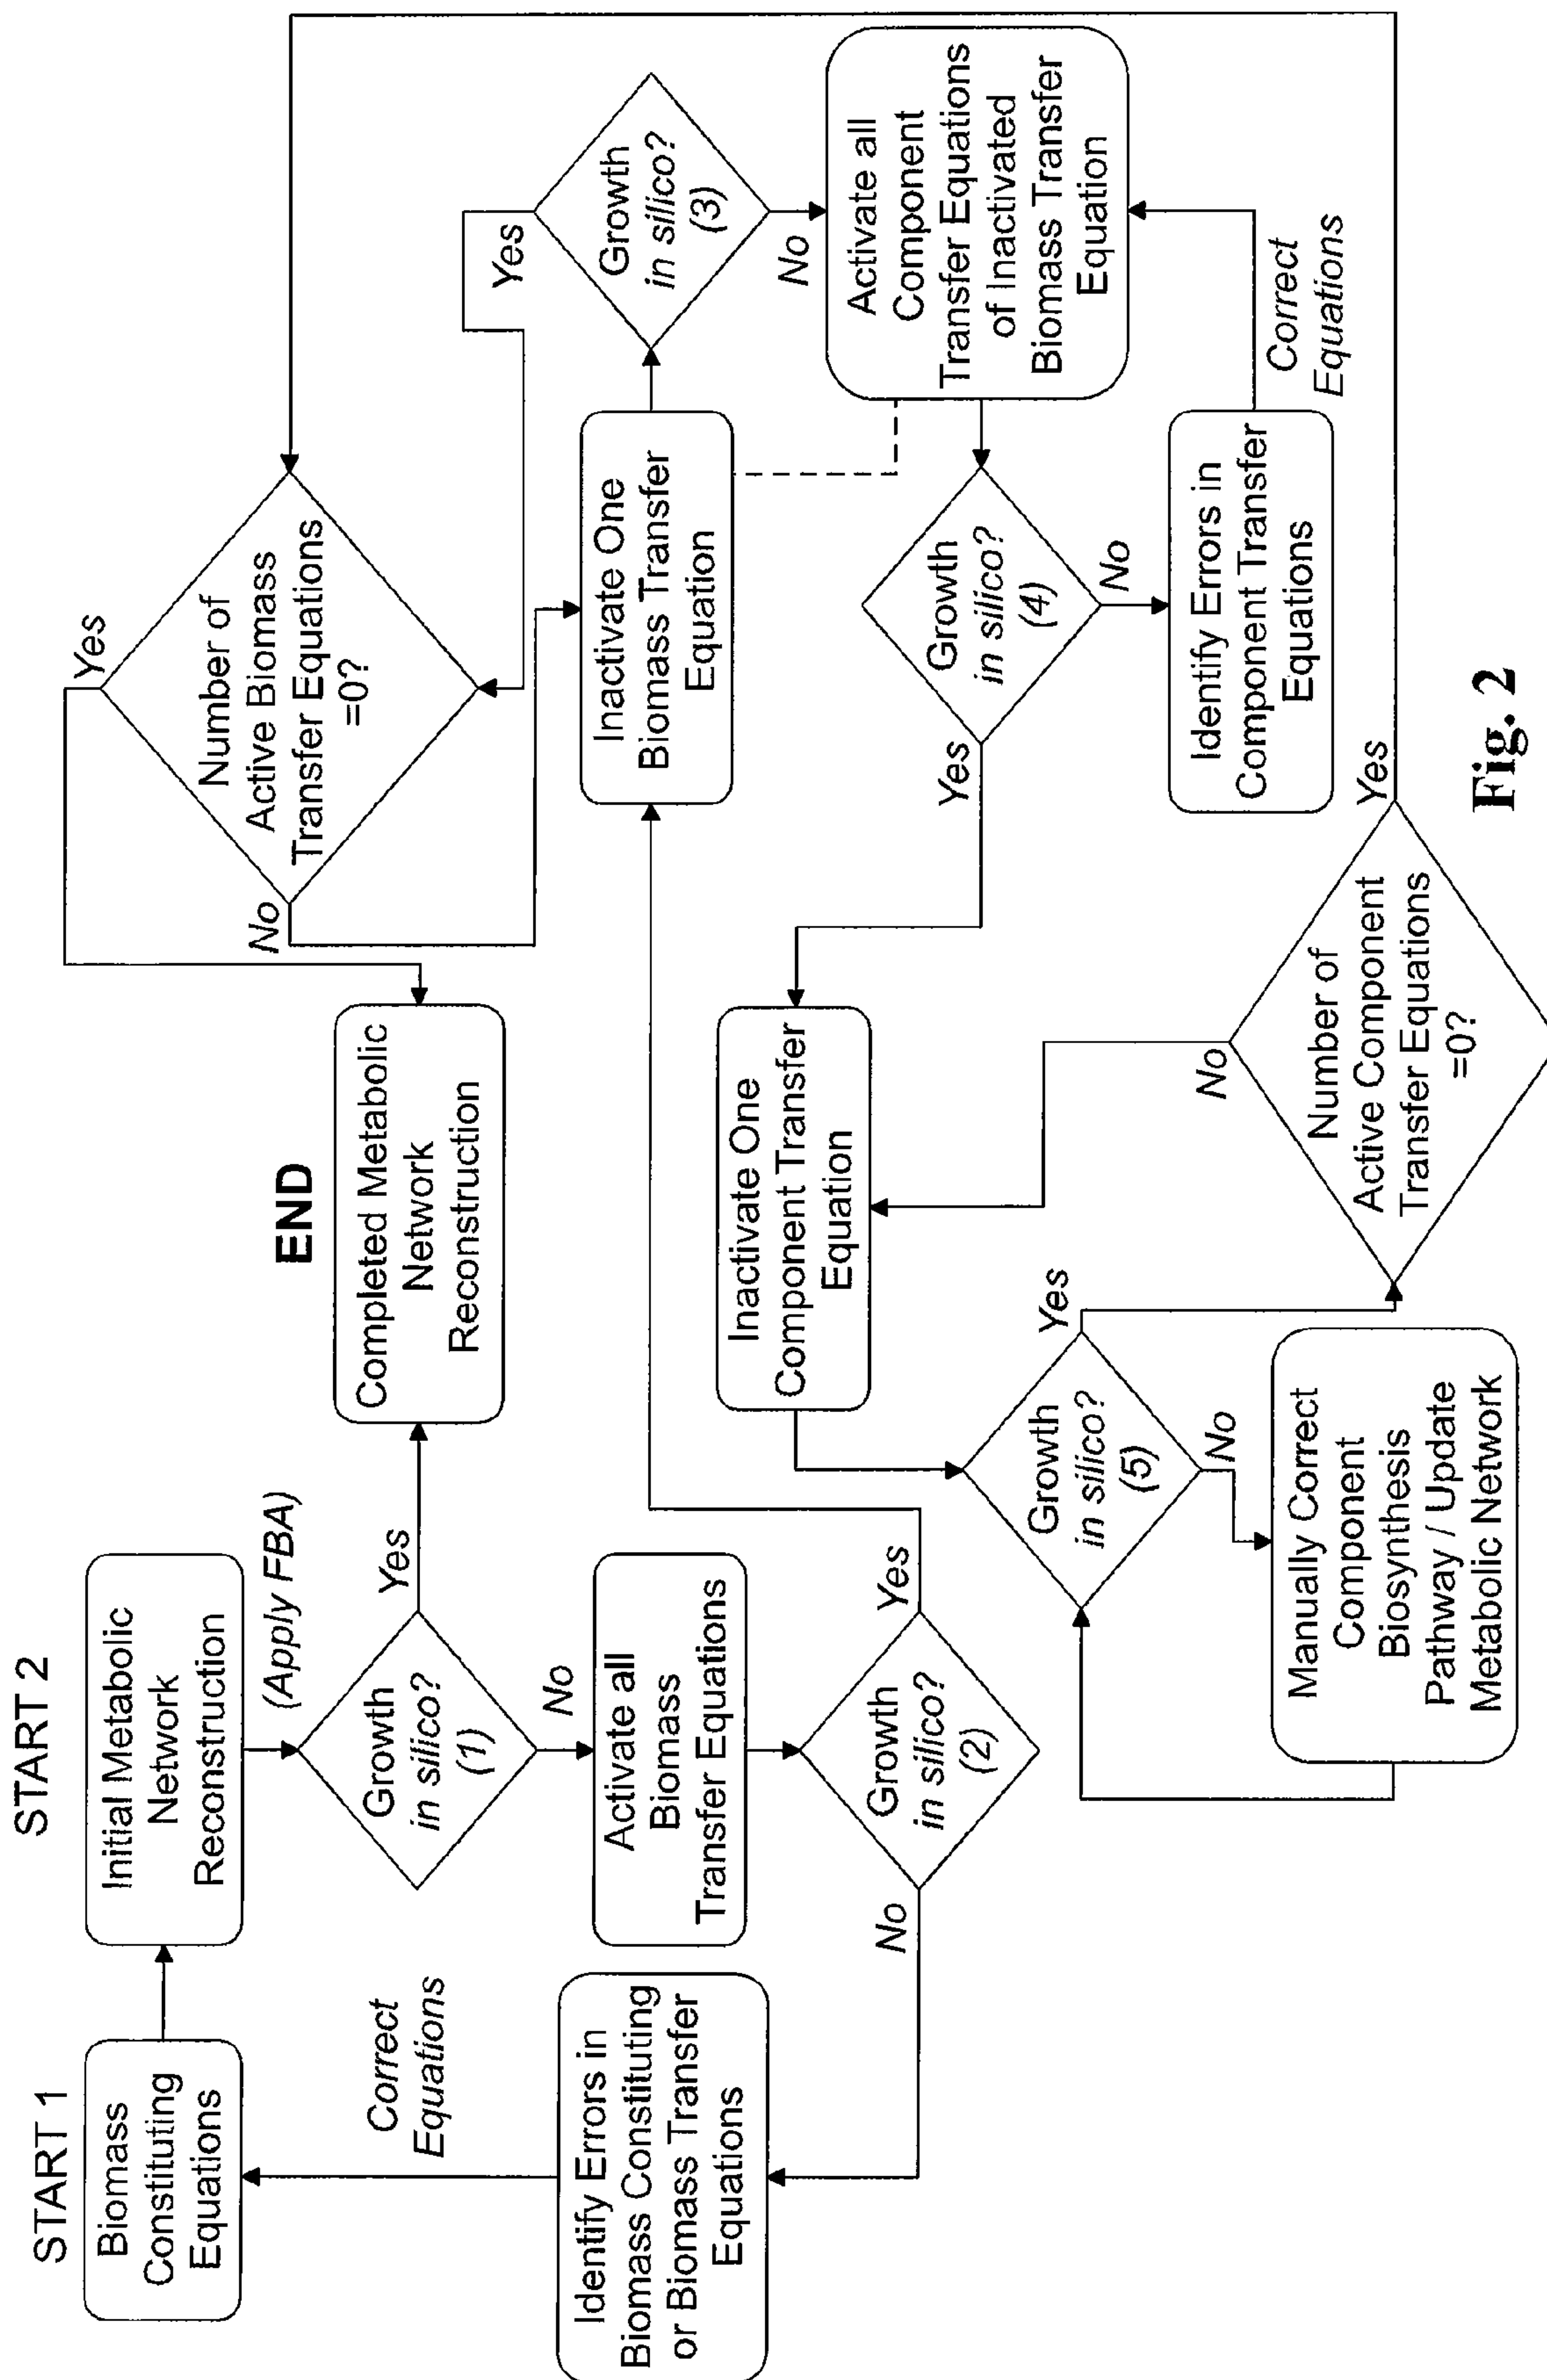 START 1
Biomass
Constituting
Equations
START 2
Initial Metabolic
Network
Reconstruction
(Apply FBA)
Growth
in silico?
(1)
Yes
No
END
Completed Metabolic
Network
Reconstruction
Activate all
Biomass
Transfer Equations
Growth
in silico?
(2)
Yes
No
Identify Errors in
Biomass Constituting
or Biomass Transfer
Equations
Correct
Equations
Number of
Active Biomass
Transfer Equations
=0?
Yes
No
Inactivate One
Biomass Transfer
Equation
Growth
in silico?
(3)
Yes
No
Activate all
Component
Transfer Equations
of Inactivated
Biomass Transfer
Equation
Growth
in silico?
(4)
Yes
No
Identify Errors in
Component Transfer
Equations
Correct
Equations
Inactivate One
Component Transfer
Equation
Growth
in silico?
(5)
Yes
No
Manually Correct
Component
Biosynthesis
Pathway / Update
Metabolic Network
Number of
Active Component
Transfer Equations
=0?
No
Yes
Fig. 2